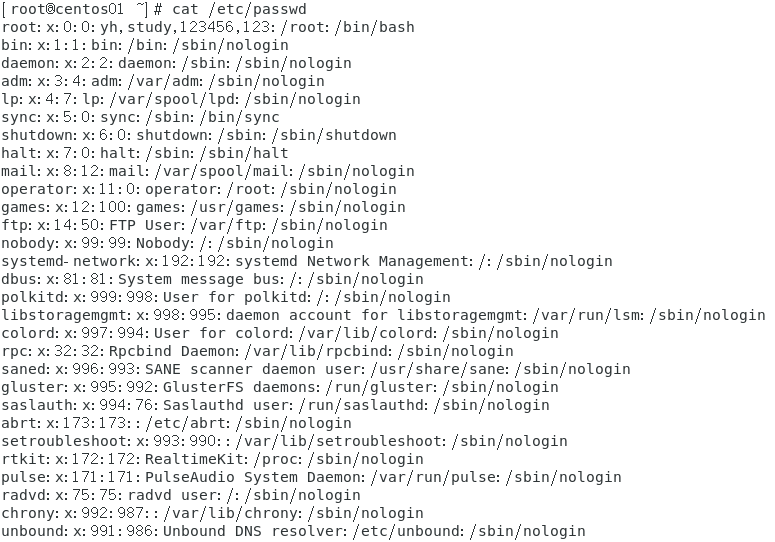 [root@centos01 ~]# cat /etc/passwd
root:x:0:0:yh,study,123456,123:/root:/bin/bash
bin:x:1:1:bin:/bin:/sbin/nologin
daemon:x:2:2:daemon:/sbin:/sbin/nologin
adm:x:3:4:adm:/var/adm:/sbin/nologin
lp:x:4:7:lp:/var/spool/lpd:/sbin/nologin
sync:x:5:0:sync:/sbin:/bin/sync
shutdown:x:6:0:shutdown:/sbin:/sbin/shutdown
halt:x:7:0:halt:/sbin:/sbin/halt
mail:x:8:12:mail:/var/spool/mail:/sbin/nologin
operator:x:11:0:operator:/root:/sbin/nologin
games:x:12:100:games:/usr/games:/sbin/nologin
ftp:x:14:50:FTP User:/var/ftp:/sbin/nologin
nobody:x:99:99:Nobody:/:/sbin/nologin
systemd-network:x:192:192:systemd Network Management:/:/sbin/nologin
dbus:x:81:81:System message bus:/:/sbin/nologin
polkitd:x:999:998:User for polkitd:/:/sbin/nologin
libstoragemgmt:x:998:995:daemon account for libstoragemgmt:/var/run/lsm:/sbin/nologin
colord:x:997:994:User for colord:/var/lib/colord:/sbin/nologin
rpc:x:32:32:Rpcbind Daemon:/var/lib/rpcbind:/sbin/nologin
saned:x:996:993:SANE scanner daemon user:/usr/share/sane:/sbin/nologin
gluster:x:995:992:GlusterFS daemons:/run/gluster:/sbin/nologin
saslauth:x:994:76:Saslauthd user:/run/saslauthd:/sbin/nologin
abrt:x:173:173::/etc/abrt:/sbin/nologin
setroubleshoot:x:993:990::/var/lib/setroubleshoot:/sbin/nologin
rtkit:x:172:172:RealtimeKit:/proc:/sbin/nologin
pulse:x:171:171:PulseAudio System Daemon:/var/run/pulse:/sbin/nologin
radvd:x:75:75:radvd user:/:/sbin/nologin
chrony:x:992:987::/var/lib/chrony:/sbin/nologin
unbound:x:991:986:Unbound DNS resolver:/etc/unbound:/sbin/nologin